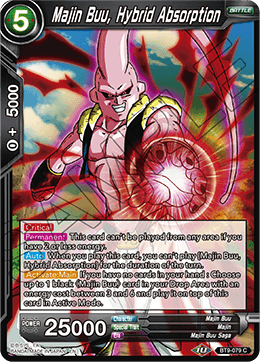 5
Majin Buu, Hybrid Absorption
BATTLE
0 + 5000
Critical
Permanent This card can't be played from any area if you
have 2 or less energy.
Auto When you play this card, you can't play {Majin Buu,
Hybrid Absorption} for the duration of the turn.
Activate:Main If you have no cards in your hand : Choose
up to 1 black ‹Majin Buu› card in your Drop Area with an
energy cost between 3 and 6 and play it on top of this
card in Active Mode.
POWER
25000
Character
Majin Buu
Special Trait
Majin
Era
Majin Buu Saga
BT9-079 C